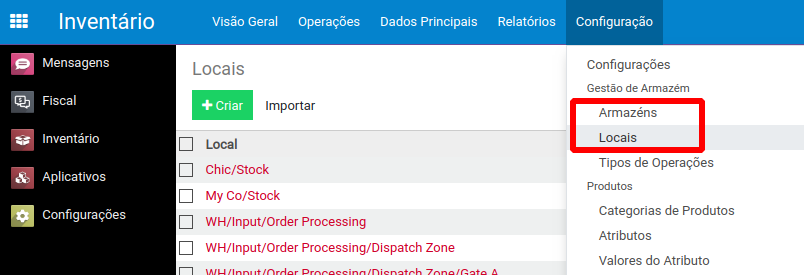 Inventário
Visão Geral
Operações
Dados Principais
Relatórios
Configuração
Mensagens
Fiscal
Inventário
Aplicativos
Configurações
Locais
Criar
Importar
Local
Chic/Stock
My Co/Stock
WH/Input/Order Processing
WH/Input/Order Processing/Dispatch Zone
WH/Input/Order Processing/Dispatch Zone/Gate A
Configurações
Gestão de Armazém
Armazéns
Locais
Tipos de Operações
Produtos
Categorias de Produtos
Atributos
Valores do Atributo